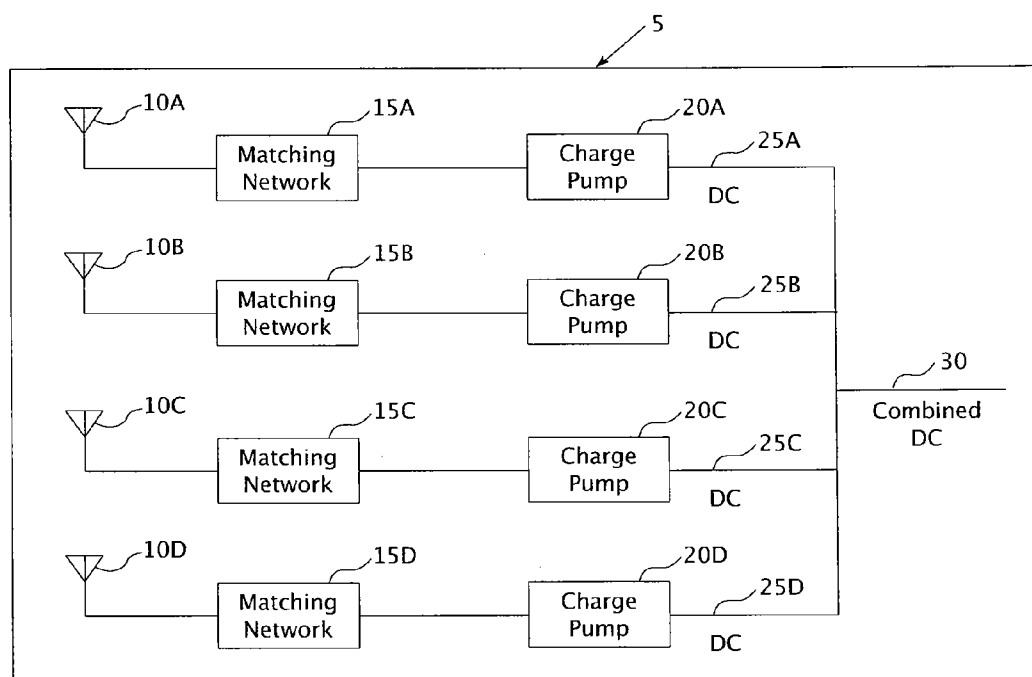 5
10A
15A
20A
25A
Matching
Network
Charge
Pump
DC
10B
15B
20B
25B
Matching
Network
Charge
Pump
DC
30
Combined
DC
10C
15C
20C
25C
Matching
Network
Charge
Pump
DC
10D
15D
20D
25D
Matching
Network
Charge
Pump
DC